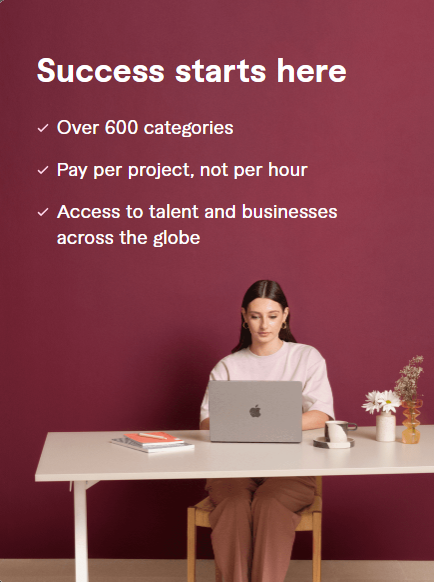 Success starts here
Over 600 categories
Pay per project, not per hour
Access to talent and businesses
across the globe